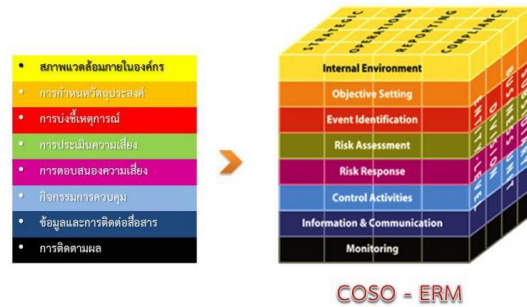 • สภาพแวดล้อมภายในองค์กร
• การกำหนดวัตถุประสงค์
• การบ่งชี้เหตุการณ์
• การประเมินความเสี่ยง
• การตอบสนองความเสี่ยง
• กิจกรรมการควบคุม
• ข้อมูลและการติดต่อสื่อสาร
• การติดตามผล
STRATEGIC
OPERATIONS
REPORTING
COMPLIANCE
Internal Environment
Objective Setting
Event Identification
Risk Assessment
Risk Response
Control Activities
Information & Communication
Monitoring
ENTITY-LEVEL
DIVISION
BUSINESS UNIT
COSO - ERM